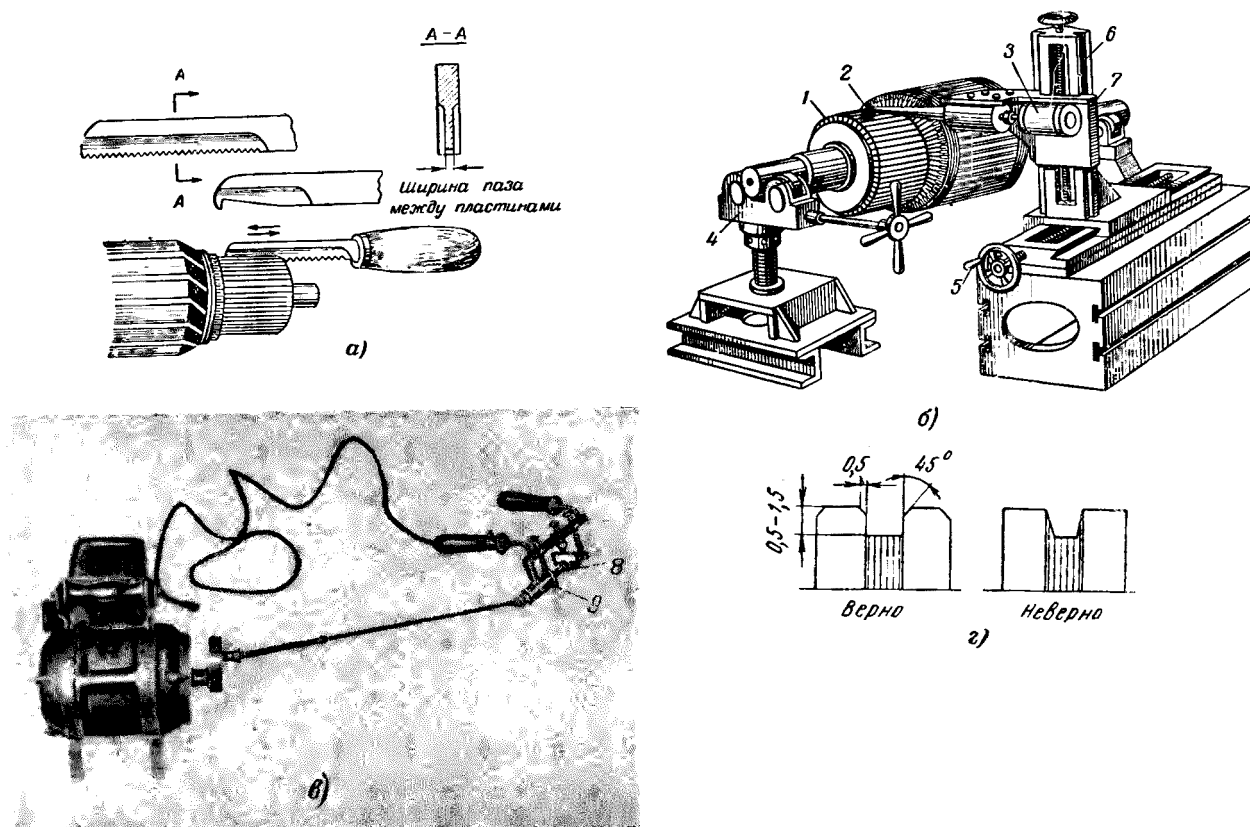 А–А
А
А
Ширина паза
между пластинами
а)
1
2
3
6
7
4
5
б)
8
9
в)
0,5
45°
0,5–1,5
верно
неверно
г)